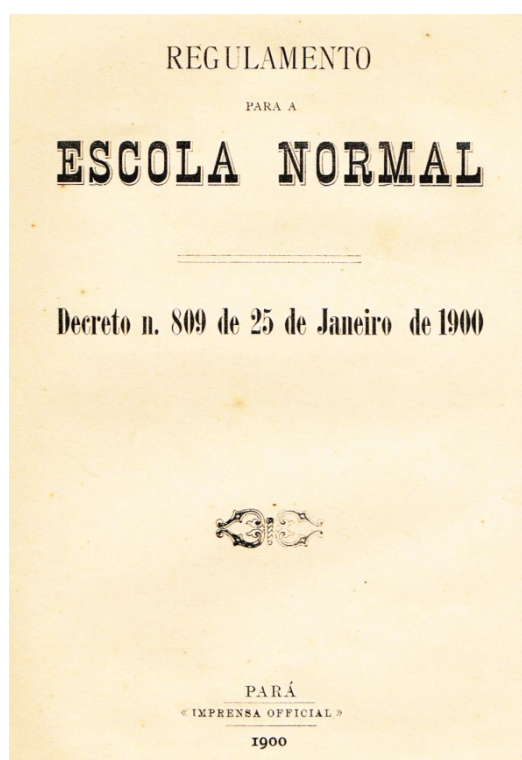 REGULAMENTO
PARA A
ESCOLA NORMAL
Decreto n. 809 de 25 de Janeiro de 1900
PARÁ
« IMPRENSA OFFICIAL »
1900